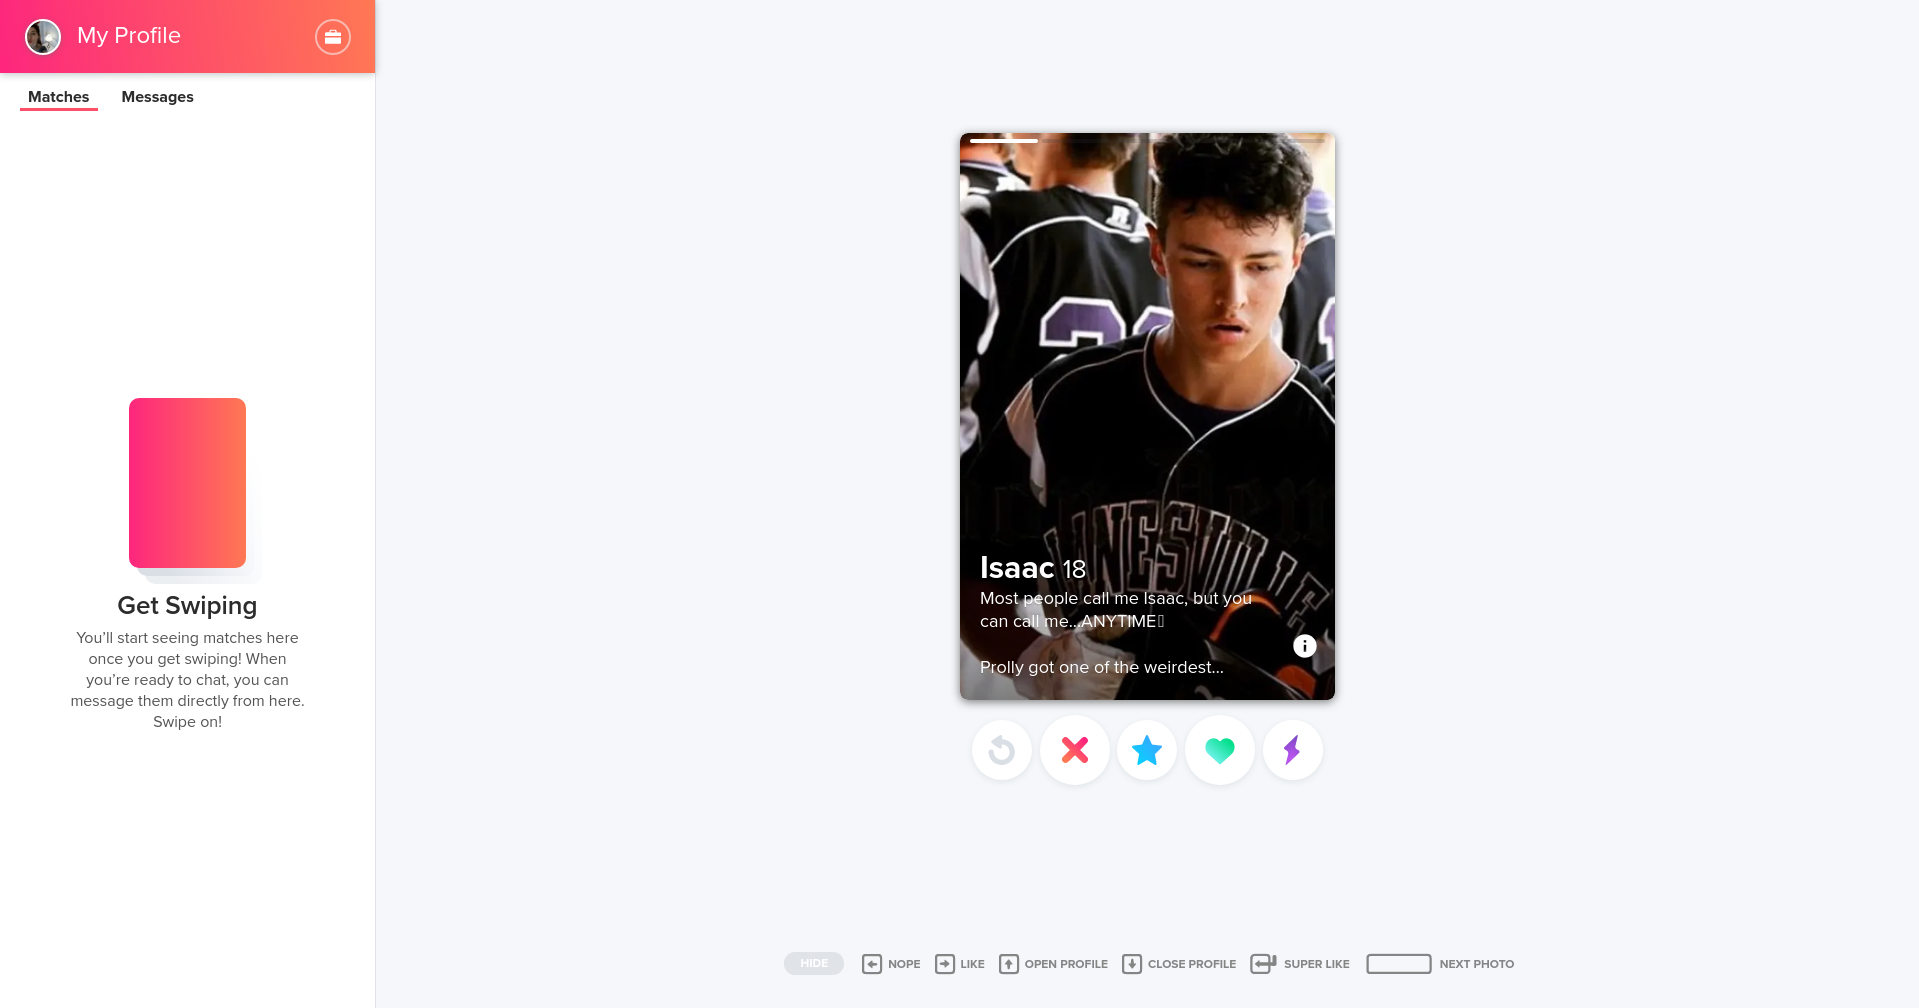 My Profile
Matches
Messages
Get Swiping
You'll start seeing matches here
once you get swiping! When
you're ready to chat, you can
message them directly from here.
Swipe on!
Isaac 18
Most people call me Isaac, but you
can call me...ANYTIME
Prolly got one of the weirdest...
HIDE
NOPE
LIKE
OPEN PROFILE
CLOSE PROFILE
SUPER LIKE
NEXT PHOTO